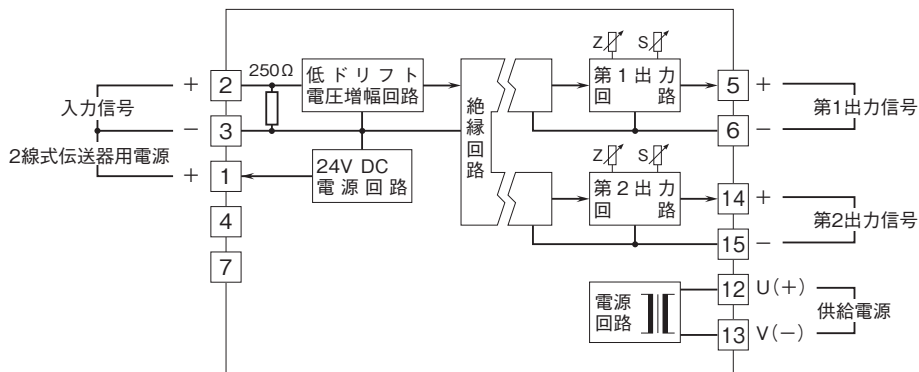 入力信号
2線式伝送器用電源
+
−
+
2
3
1
4
7
250Ω
低ドリフト
電圧増幅回路
24V DC
電源回路
絶縁回路
Z
S
第1出力
回路
Z
S
第2出力
回路
電源
回路
5
+
6
−
第1出力信号
14
+
15
−
第2出力信号
12
U(+)
13
V(−)
供給電源